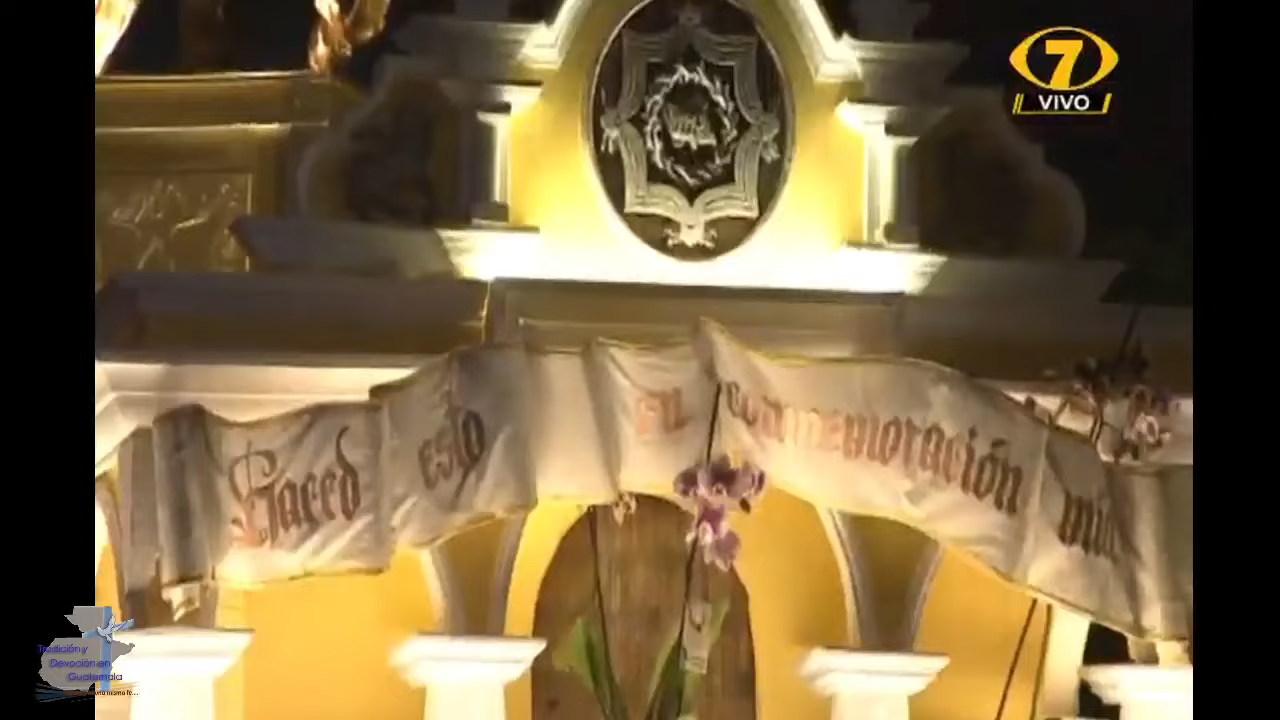 7
VIVO
Haced esto en conmemoración mía
Tradición y
Devoción en
Guatemala